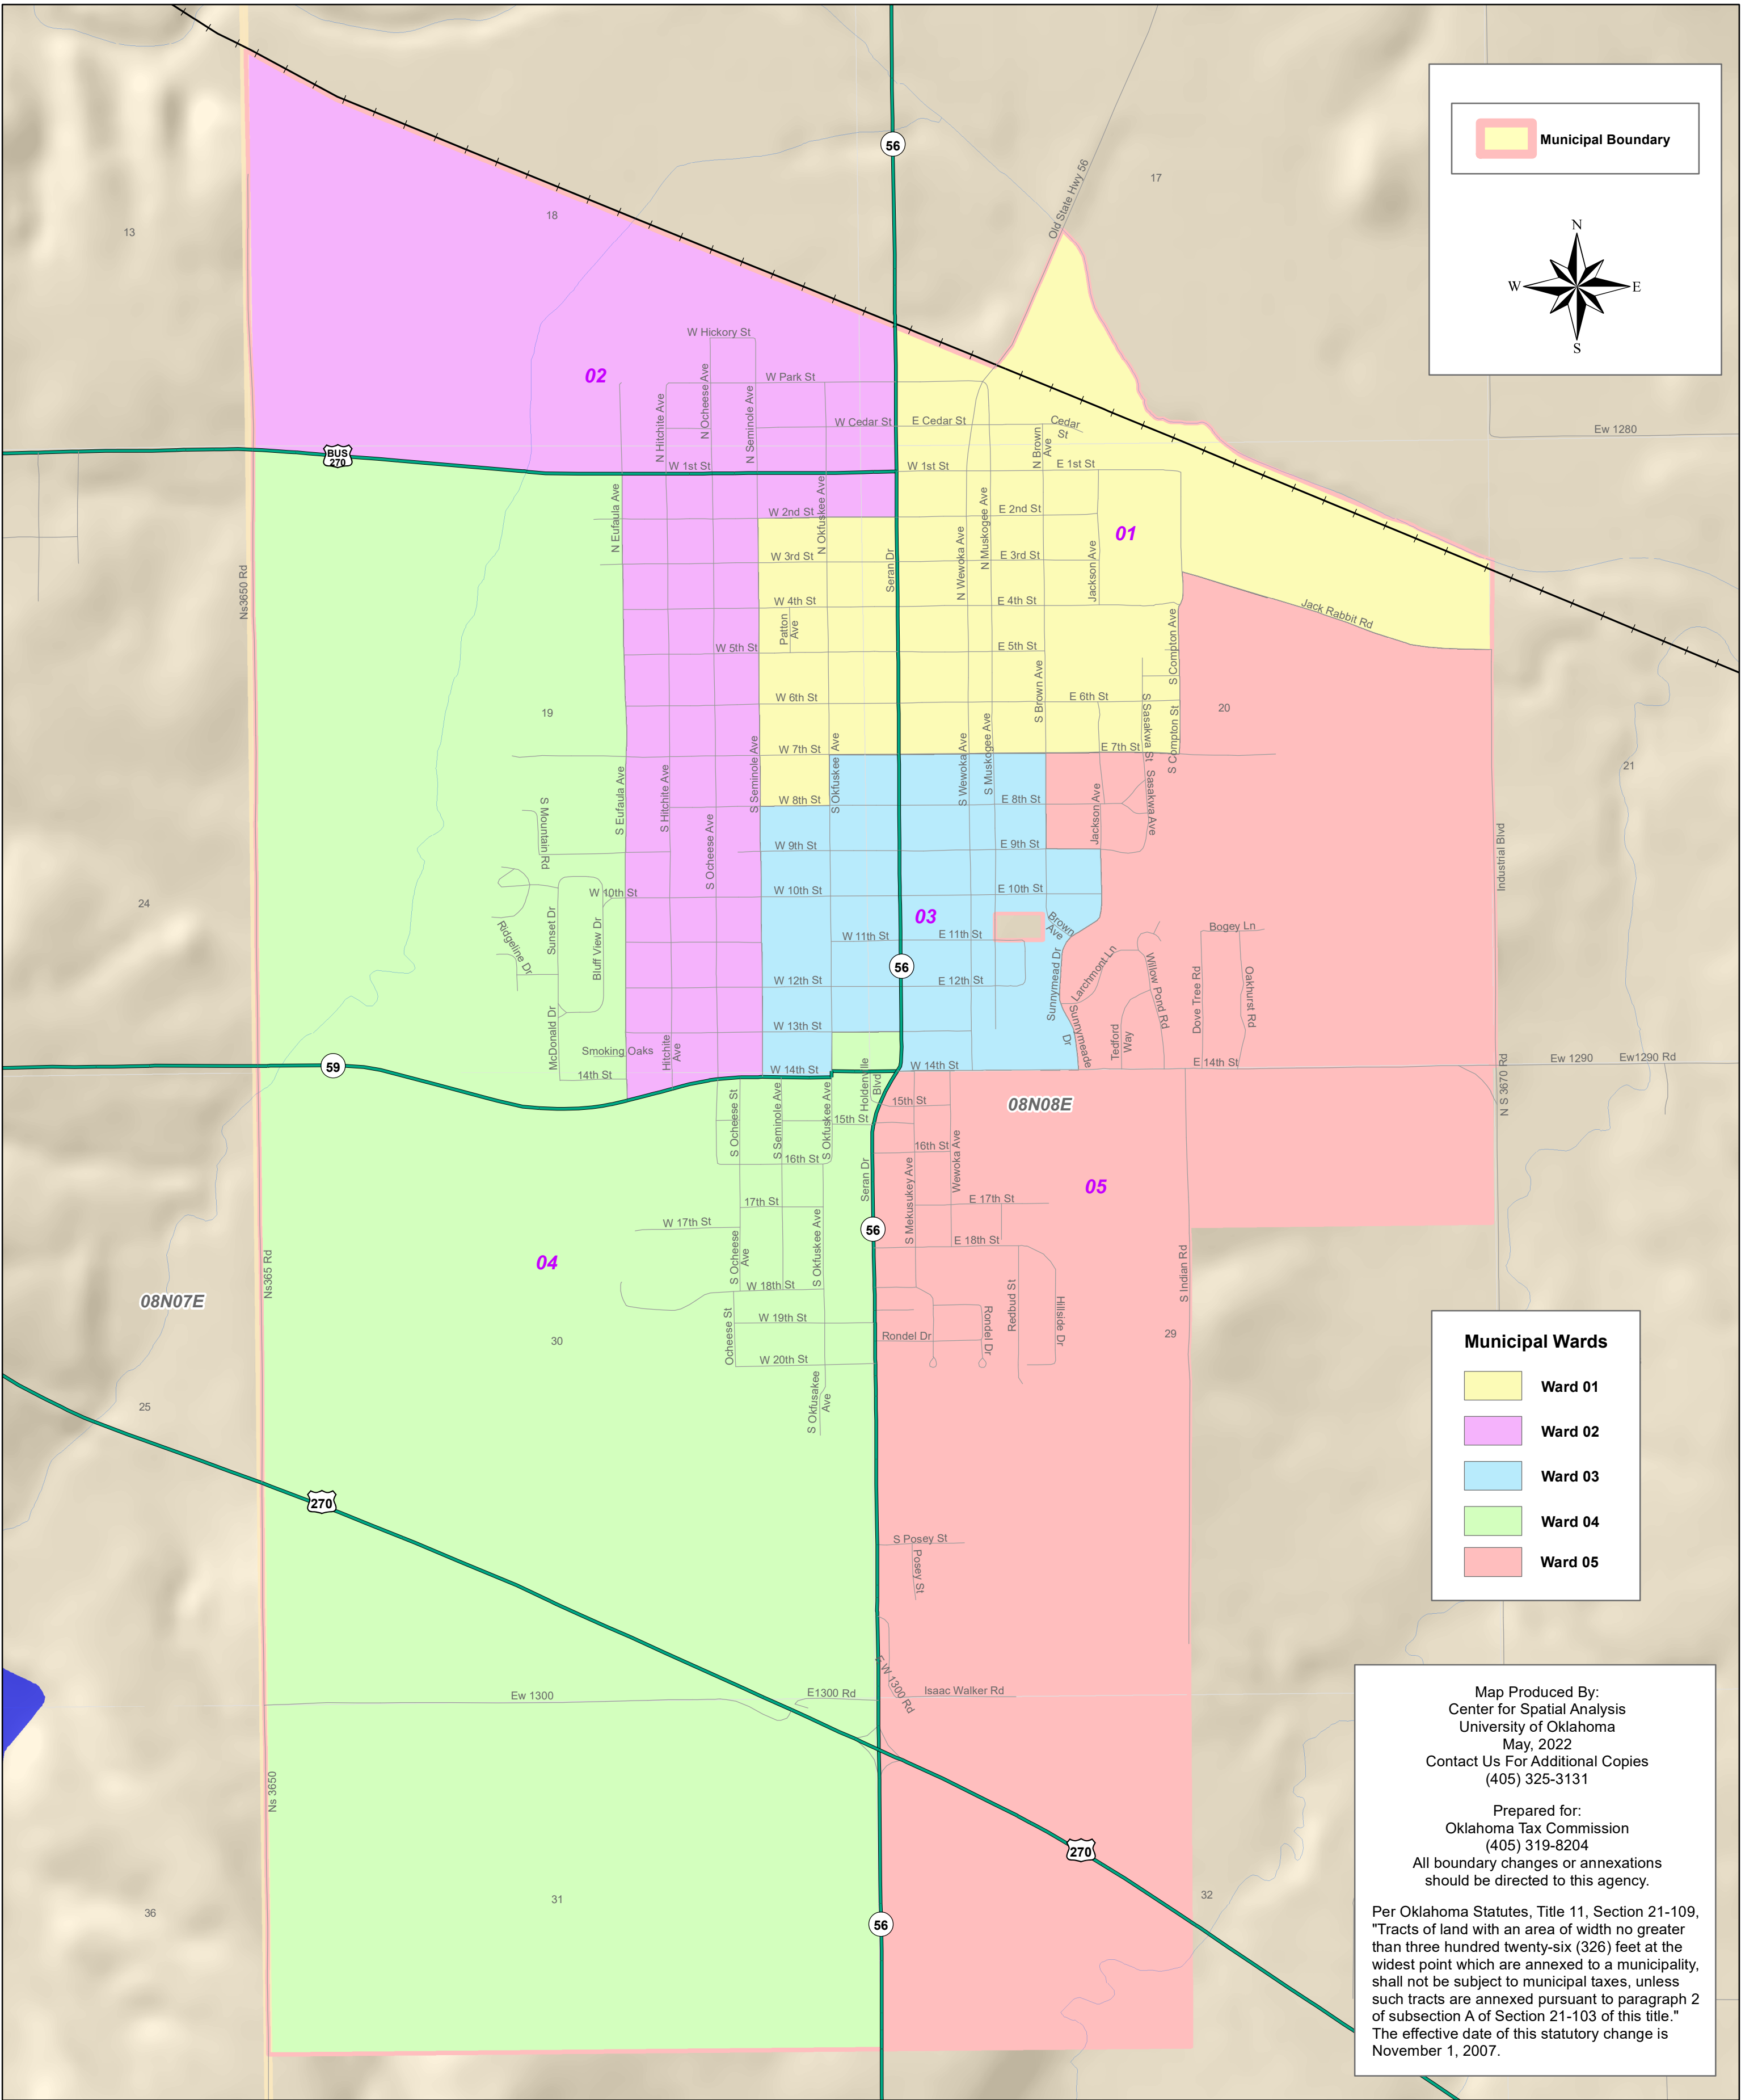 Municipal Boundary
N
W
E
S
56
Old State Hwy 56
17
18
13
W Hickory St
02
W Park St
N Hitchite Ave
N Ocheese Ave
N Seminole Ave
W Cedar St
E Cedar St
Cedar
St
N Brown
Ave
Ew 1280
BUS
270
W 1st St
W 1st St
E 1st St
N Eufaula Ave
N Okfuskee Ave
W 2nd St
E 2nd St
01
N Muskogee Ave
N Wewoka Ave
Jackson Ave
Seran Dr
W 3rd St
E 3rd St
Ns3650 Rd
W 4th St
E 4th St
Jack Rabbit Rd
Patton
Ave
W 5th St
E 5th St
S Compton Ave
S Brown Ave
W 6th St
E 6th St
19
20
S Sasakwa St
S Compton St
S Muskogee Ave
W 7th St
E 7th St
S Seminole Ave
S Okfuskee Ave
S Wewoka Ave
21
S Eufaula Ave
S Hitchite Ave
W 8th St
E 8th St
Sasakwa Ave
Jackson Ave
S Mountain Rd
S Ocheese Ave
W 9th St
E 9th St
Industrial Blvd
W 10th St
W 10th St
E 10th St
24
03
Brown
Ave
Ridgeline Dr
Sunset Dr
Bluff View Dr
W 11th St
E 11th St
Bogey Ln
56
Sunnymead Dr
Larchmont Ln
Willow Pond Rd
Dove Tree Rd
Oakhurst Rd
W 12th St
E 12th St
McDonald Dr
Smoking Oaks
Hitchite
Ave
W 13th St
Sunnymeade
Dr
Tedford
Way
59
14th St
W 14th St
Holdenville
Blvd
W 14th St
E 14th St
Ew 1290
Ew1290 Rd
N S 3670 Rd
15th St
08N08E
S Ocheese St
S Seminole Ave
S Okfuskee Ave
15th St
16th St
16th St
Seran Dr
S Mekusukey Ave
Wewoka Ave
05
17th St
E 17th St
W 17th St
56
S Ocheese
Ave
S Okfuskee Ave
E 18th St
04
Ns365 Rd
S Indian Rd
08N07E
W 18th St
Ocheese St
W 19th St
Rondel Dr
Rondel Dr
Redbud St
Hillside Dr
30
29
W 20th St
S Okfusakee
Ave
25
Municipal Wards
Ward 01
Ward 02
Ward 03
Ward 04
Ward 05
270
S Posey St
Posey St
E W 1300 Rd
Ew 1300
E1300 Rd
Isaac Walker Rd
Ns 3650
270
31
32
36
56
Map Produced By:
Center for Spatial Analysis
University of Oklahoma
May, 2022
Contact Us For Additional Copies
(405) 325-3131
Prepared for:
Oklahoma Tax Commission
(405) 319-8204
All boundary changes or annexations
should be directed to this agency.
Per Oklahoma Statutes, Title 11, Section 21-109,
"Tracts of land with an area of width no greater
than three hundred twenty-six (326) feet at the
widest point which are annexed to a municipality,
shall not be subject to municipal taxes, unless
such tracts are annexed pursuant to paragraph 2
of subsection A of Section 21-103 of this title."
The effective date of this statutory change is
November 1, 2007.